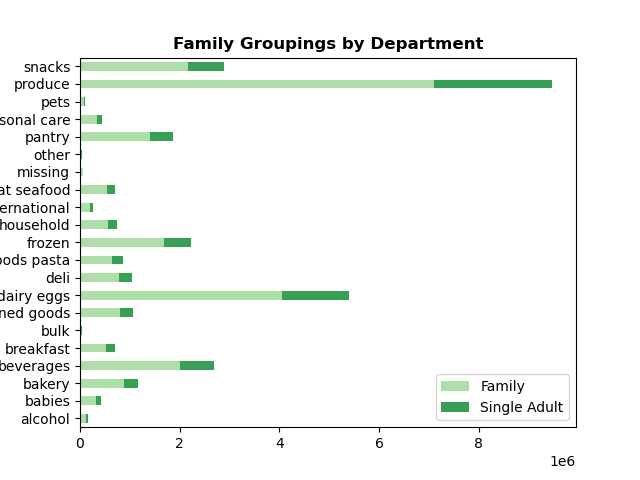 Family Groupings by Department
snacks
produce
pets
sonal care
pantry
other
missing
at seafood
ernational
household
frozen
oods pasta
deli
dairy eggs
ned goods
bulk
breakfast
beverages
bakery
babies
alcohol
Family
Single Adult
0 2 4 6 8
1e6